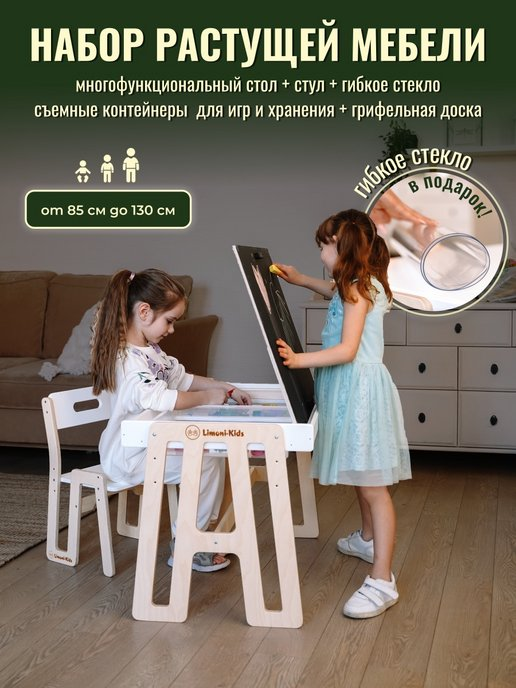 НАБОР РАСТУЩЕЙ МЕБЕЛИ
многофункциональный стол + стул + гибкое стекло
съемные контейнеры для игр и хранения + грифельная доска
гибкое стекло
в подарок!
от 85 см до 130 см
Limoni-Kids
Limoni-Kids